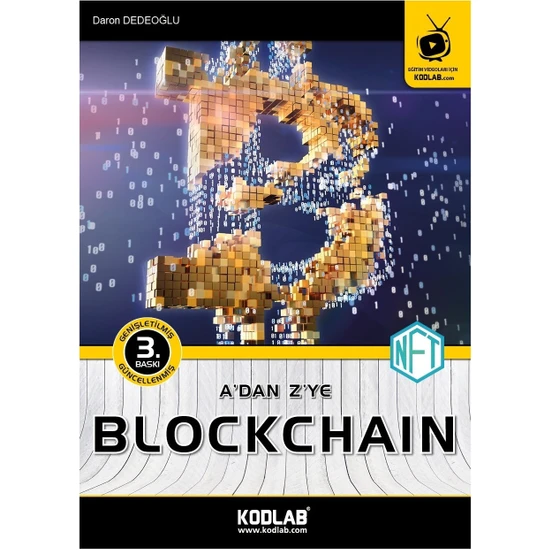 Daron DEDEOĞLU
EĞİTİM VİDEOLARI İÇİN
KODLAB.com
GENİŞLETİLMİŞ
3.
BASKI
GÜNCELLENMİŞ
NFT
A'DAN Z'YE
BLOCKCHAIN
KODLAB®
www.kodlab.com